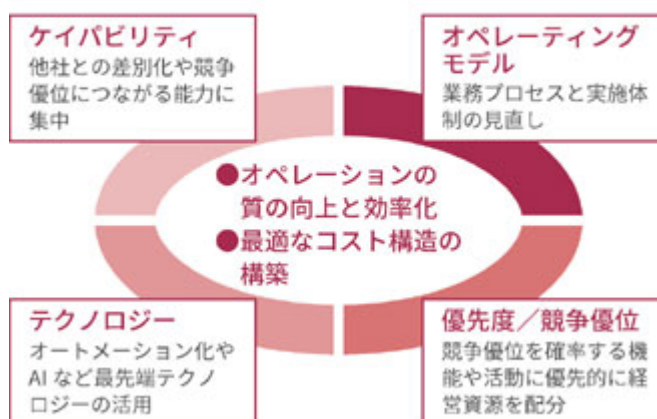 ケイパビリティ
他社との差別化や競争
優位につながる能力に
集中
オペレーティング
モデル
業務プロセスと実施体
制の見直し
●オペレーションの
質の向上と効率化
●最適なコスト構造の
構築
テクノロジー
オートメーション化や
AI など最先端テクノ
ロジーの活用
優先度／競争優位
競争優位を確率する機
能や活動に優先的に経
営資源を配分